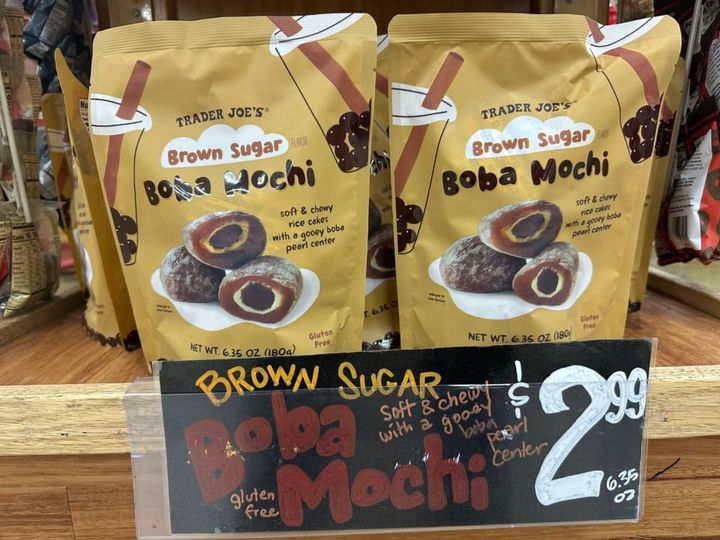 TRADER JOE'S®
Brown Sugar FLAVOR
Boba Mochi
soft & chewy
rice cakes
with a gooey boba
pearl center
Gluten
Free
NET WT. 6.35 OZ (180g)
TRADER JOE'S
Brown Sugar
Boba Mochi
soft & chewy
rice cakes
with a gooey boba
pearl center
Gluten
Free
NET WT. 6.35 OZ (180g
BROWN SUGAR
Boba
Mochi
soft & chewy
with a gooey
boba pearl
center
gluten
free
$2.99
6.35
oz